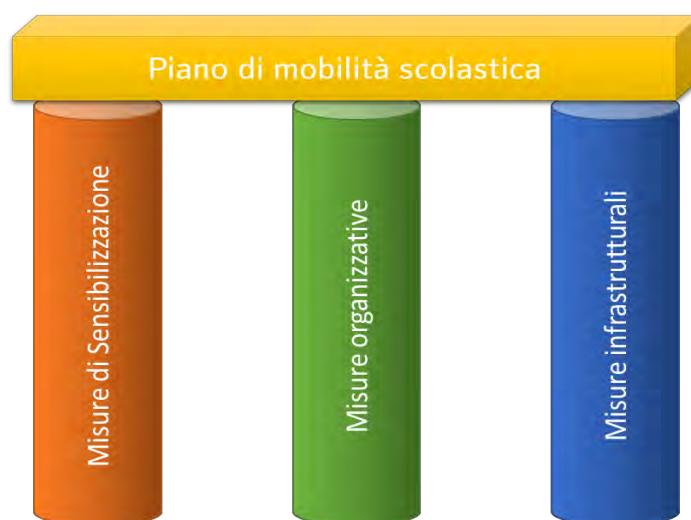 Piano di mobilità scolastica
Misure di Sensibilizzazione
Misure organizzative
Misure infrastrutturali